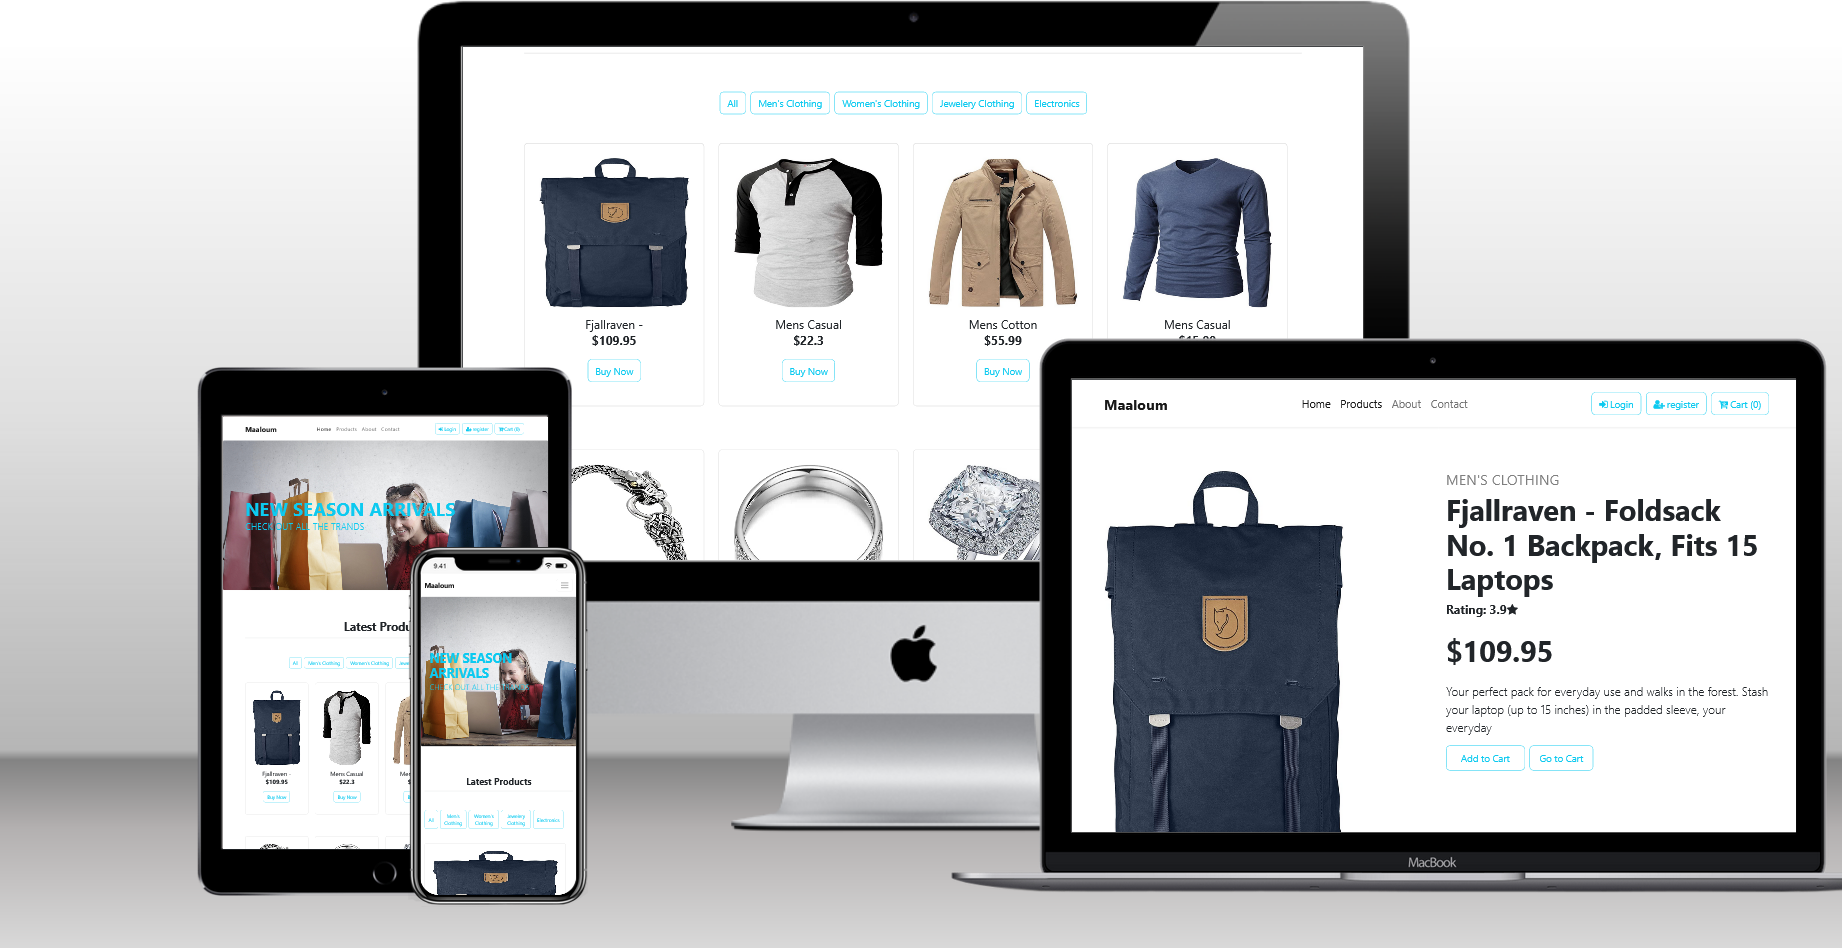 All
Men's Clothing
Women's Clothing
Jewelery Clothing
Electronics
Fjallraven -
$109.95
Buy Now
Mens Casual
$22.3
Buy Now
Mens Cotton
$55.99
Buy Now
Mens Casual
Maaloum
Home
Products
About
Contact
Login
register
Cart (0)
NEW SEASON ARRIVALS
CHECK OUT ALL THE TRANDS
Latest
All
Men's Clothing
Women's Clothing
Fjallraven -
$109.95
Buy Now
Mens Casual
$22.3
Buy Now
9.41
Maaloum
NEW SEASON
ARRIVALS
CHECK OUT ALL THE TRANDS
Latest Products
All
Men's
Clothing
Women's
Clothing
Jewelery
Clothing
Electronics
Maaloum
Home
Products
About
Contact
Login
register
Cart (0)
MEN'S CLOTHING
Fjallraven - Foldsack
No. 1 Backpack, Fits 15
Laptops
Rating: 3.9
$109.95
Your perfect pack for everyday use and walks in the forest. Stash
your laptop (up to 15 inches) in the padded sleeve, your
everyday
Add to Cart
Go to Cart
MacBook